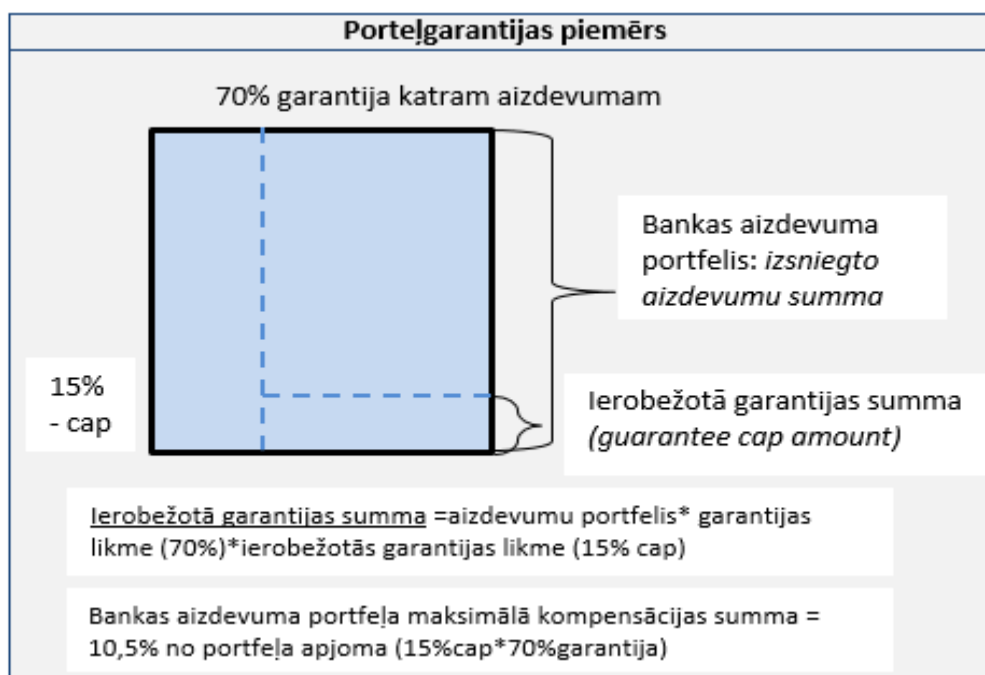 Porteļgarantijas piemērs
70% garantija katram aizdevumam
Bankas aizdevuma
portfelis: izsniegto
aizdevumu summa
15%
- cap
Ierobežotā garantijas summa
(guarantee cap amount)
Ierobežotā garantijas summa =aizdevumu portfelis* garantijas
likme (70%)*ierobežotās garantijas likme (15% cap)
Bankas aizdevuma portfeļa maksimālā kompensācijas summa =
10,5% no portfeļa apjoma (15%cap*70%garantija)